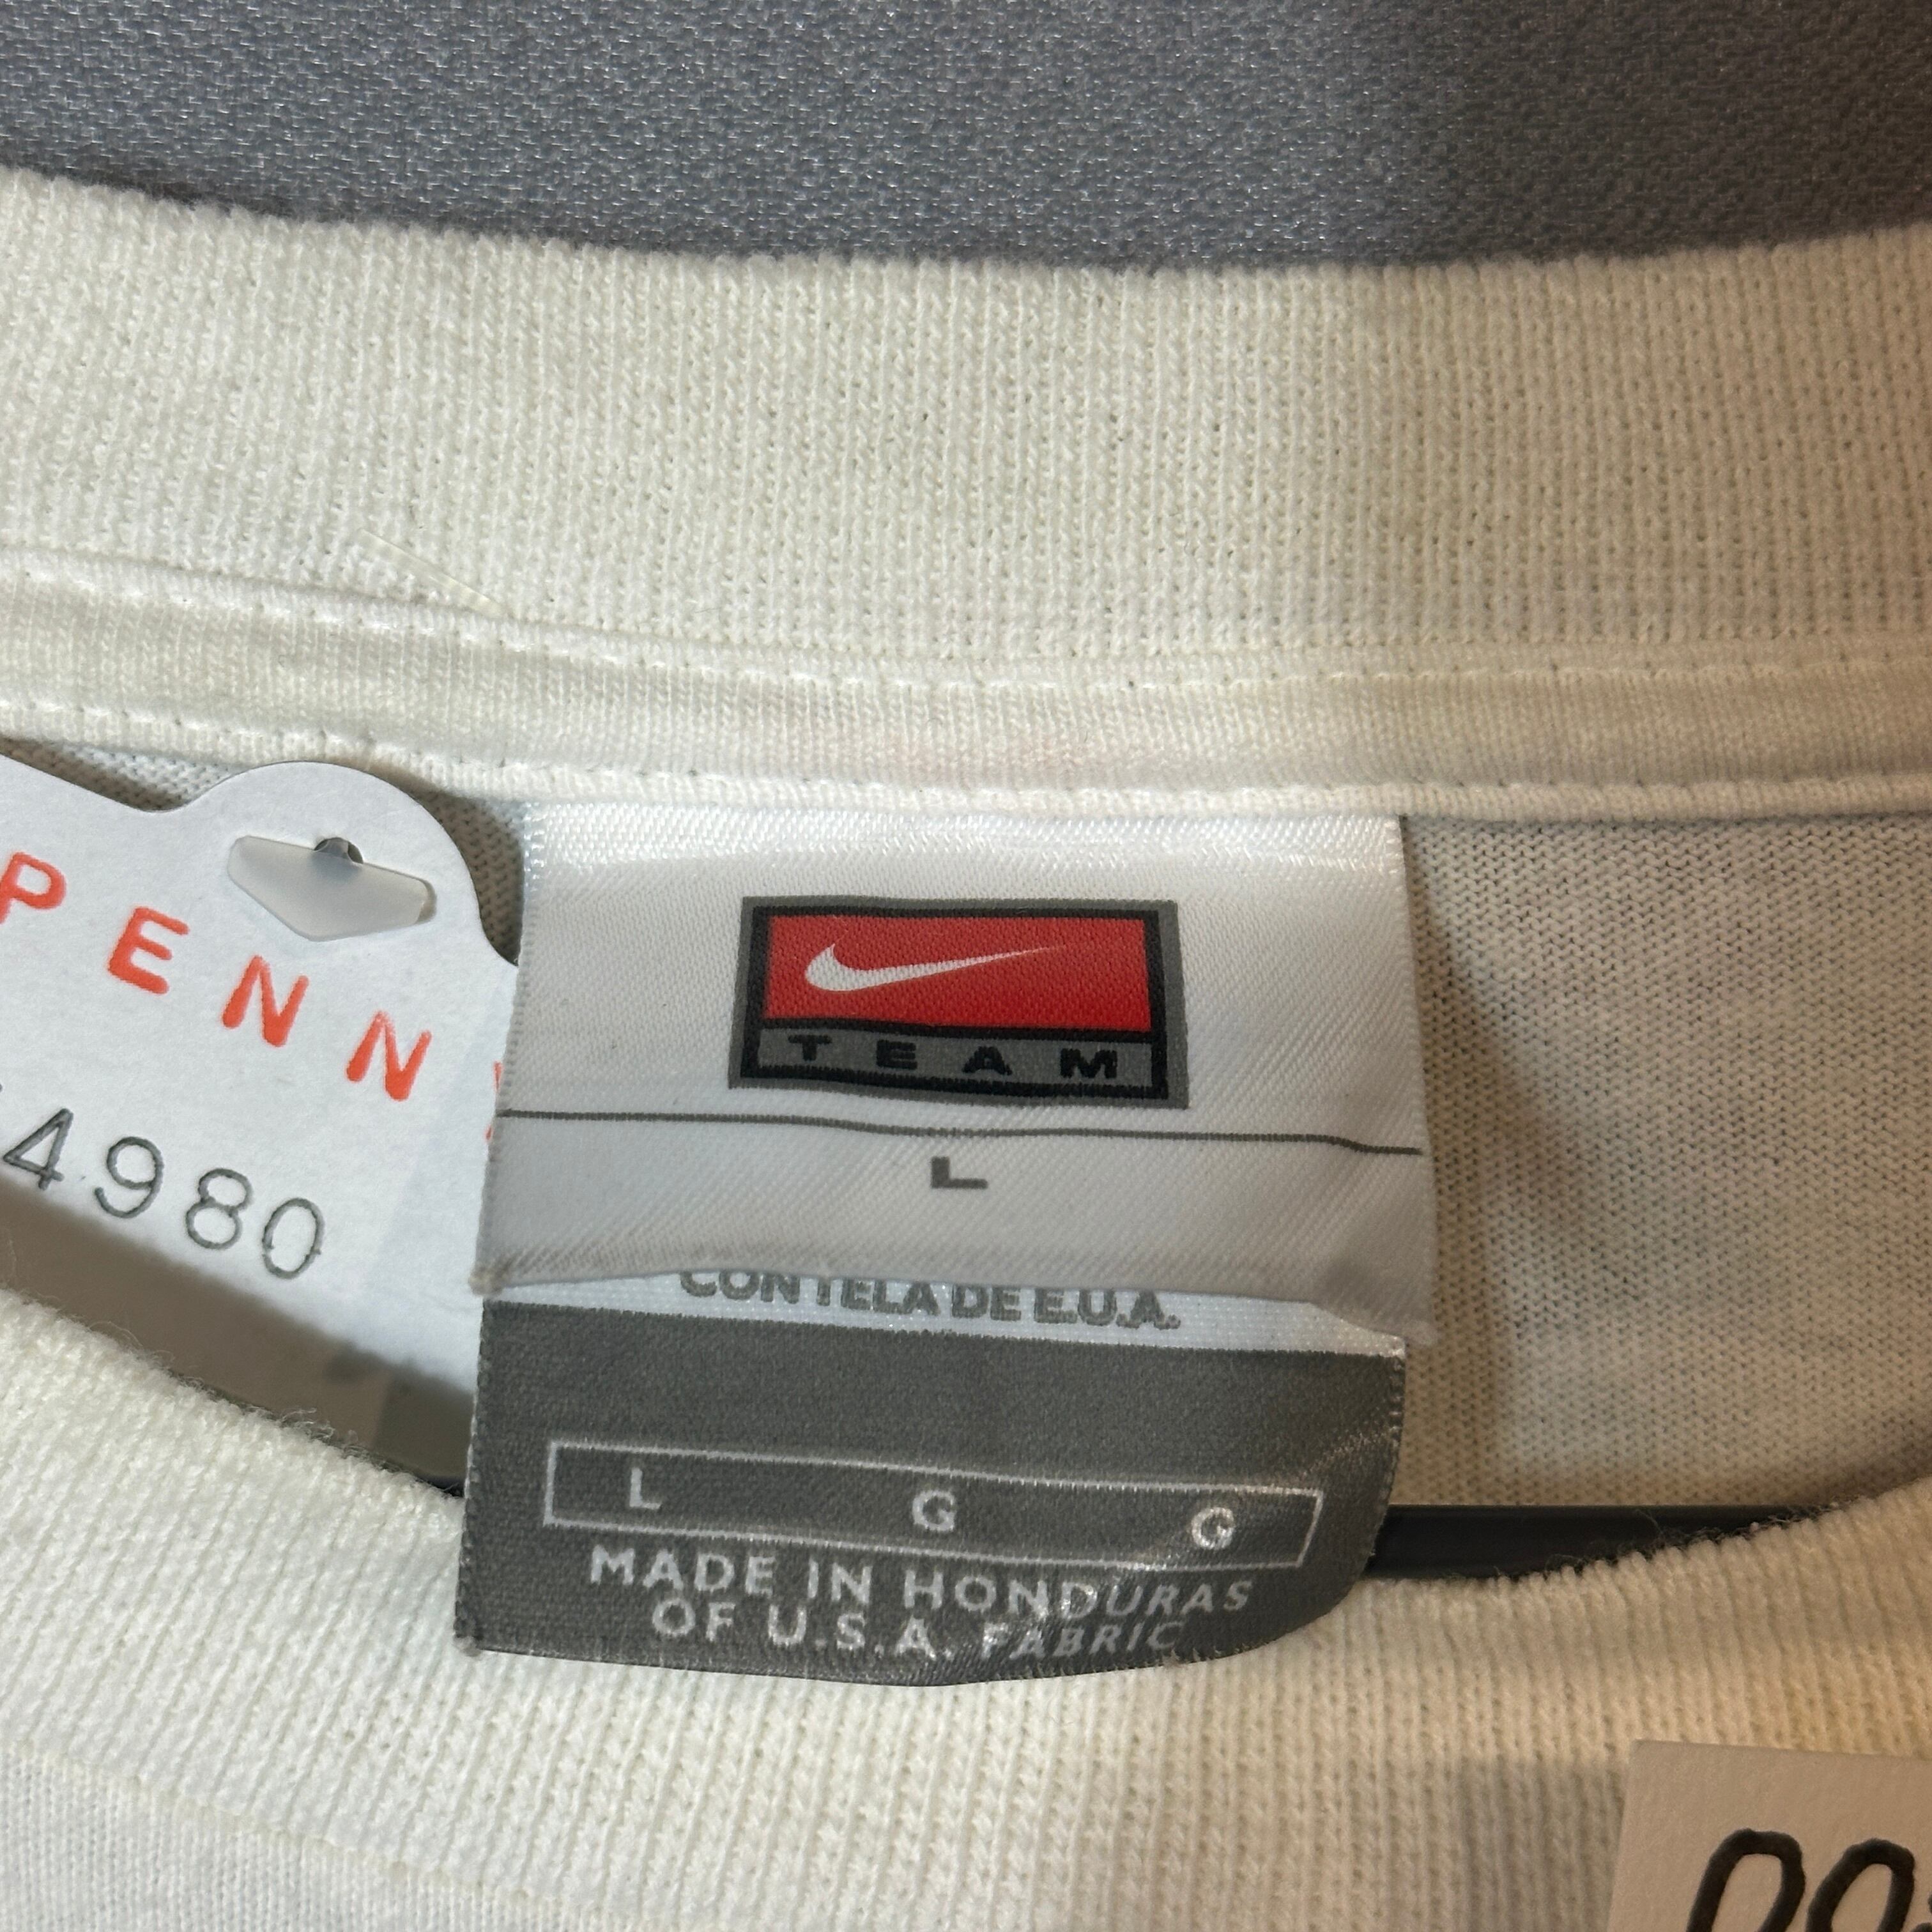 PENN
4980
TEAM
L
CON TELA DE E.U.A.
L G G
MADE IN HONDURAS
OF U.S.A. FABRIC